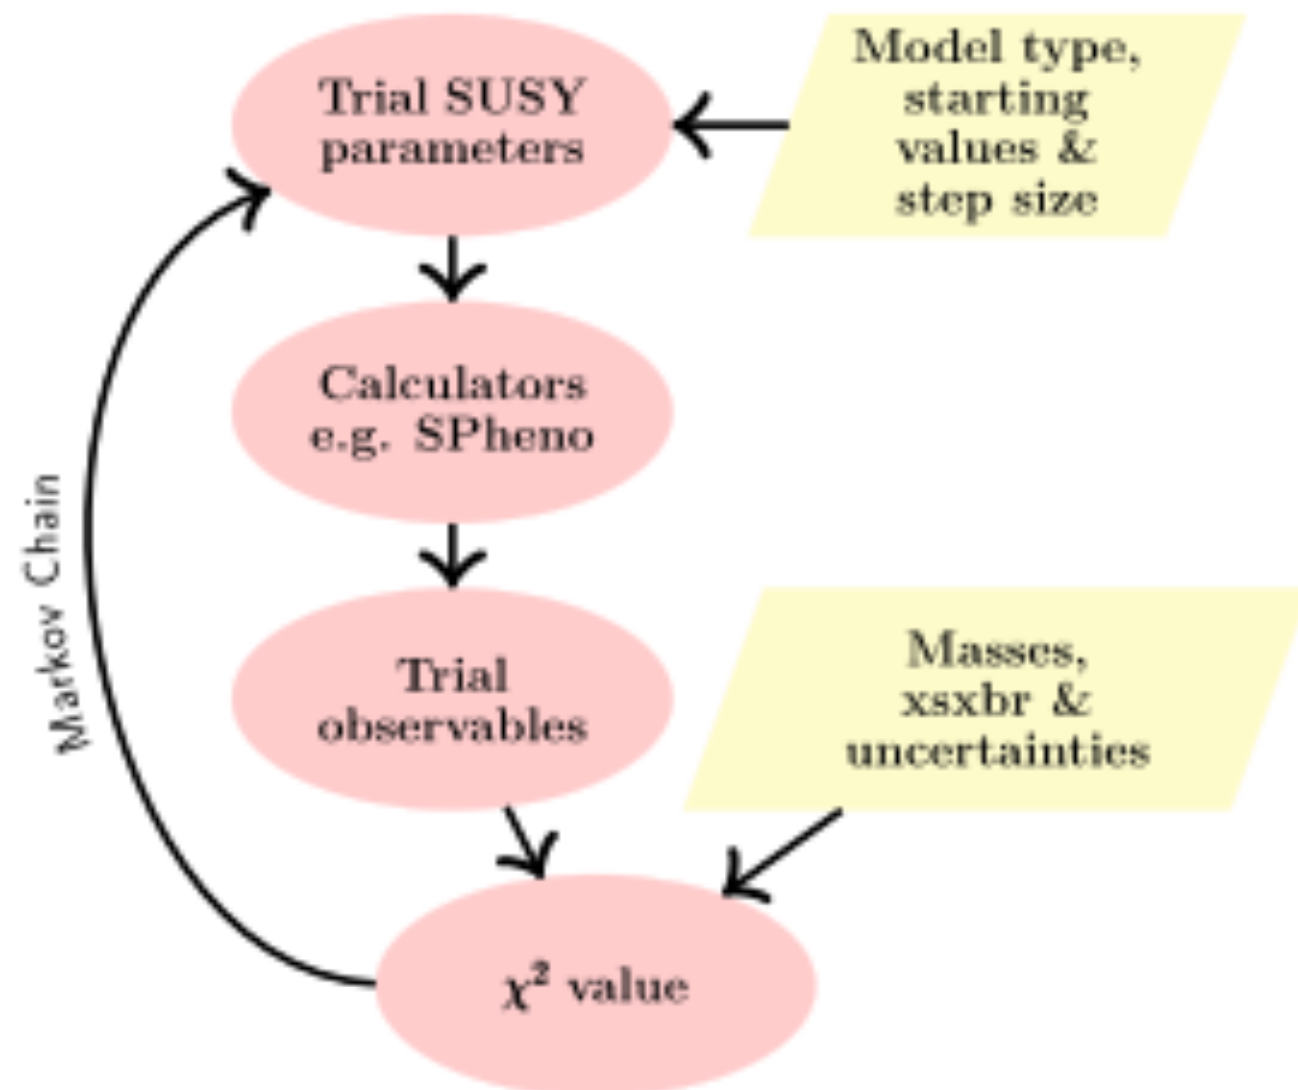 Trial SUSY
parameters
Model type,
starting
values &
step size
Calculators
e.g. SPheno
Markov Chain
Trial
observables
Masses,
xsxbr &
uncertainties
χ² value